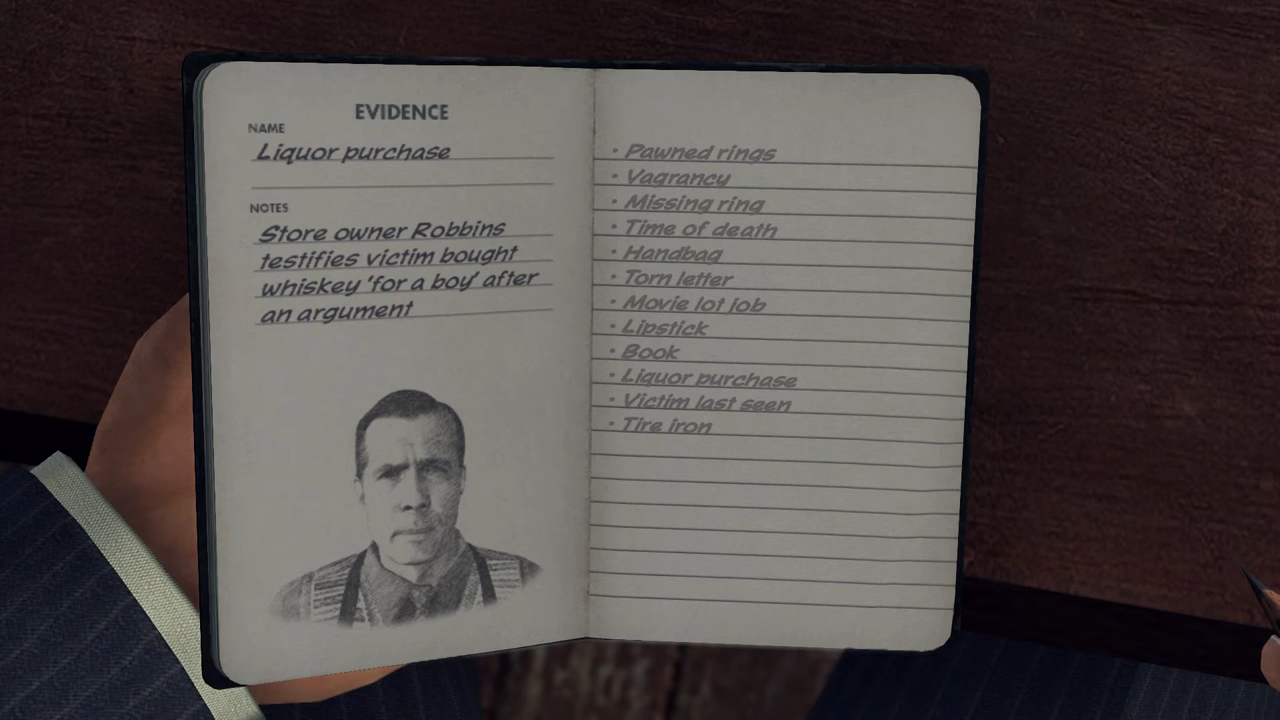 EVIDENCE
NAME
Liquor purchase
NOTES
Store owner Robbins
testifies victim bought
whiskey 'for a boy' after
an argument
• Pawned rings
• Vagrancy
• Missing ring
• Time of death
• Handbag
• Torn letter
• Movie lot job
• Lipstick
• Book
• Liquor purchase
• Victim last seen
• Tire iron